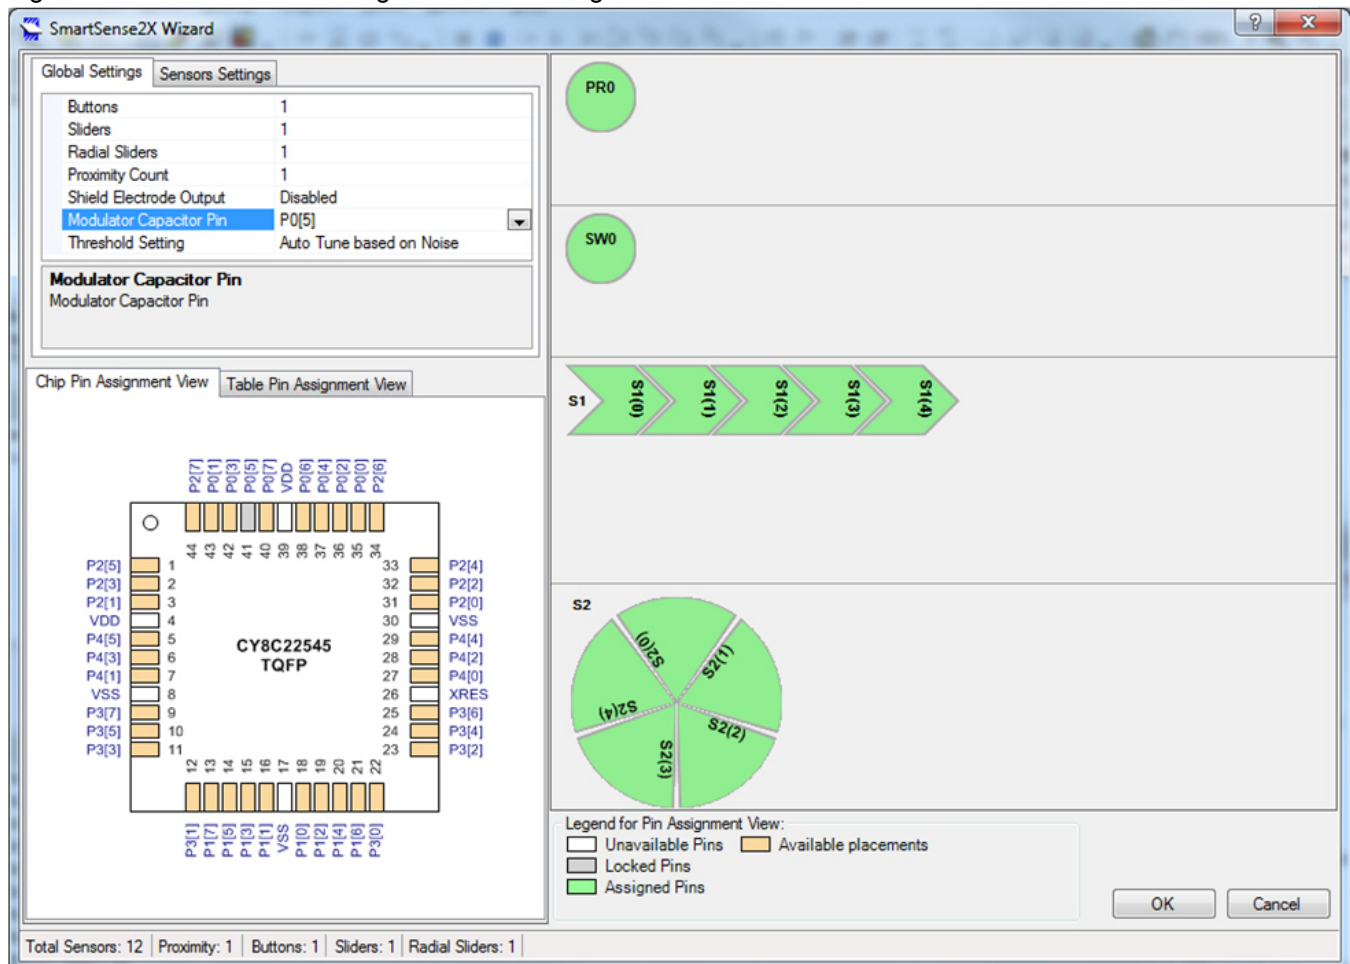 SmartSense2X Wizard
Global Settings Sensors Settings
Buttons 1
Sliders 1
Radial Sliders 1
Proximity Count 1
Shield Electrode Output Disabled
Modulator Capacitor Pin P0[5]
Threshold Setting Auto Tune based on Noise
Modulator Capacitor Pin
Modulator Capacitor Pin
Chip Pin Assignment View Table Pin Assignment View
P2[7] P0[1] P0[3] P0[5] P0[7] VDD P0[6] P0[4] P0[2] P0[0] P2[6]
44 43 42 41 40 39 38 37 36 35 34
P2[5] 1 33 P2[4]
P2[3] 2 32 P2[2]
P2[1] 3 31 P2[0]
VDD 4 30 VSS
P4[5] 5 29 P4[4]
P4[3] 6 28 P4[2]
P4[1] 7 27 P4[0]
VSS 8 26 XRES
P3[7] 9 25 P3[6]
P3[5] 10 24 P3[4]
P3[3] 11 23 P3[2]
CY8C22545
TQFP
12 13 14 15 16 17 18 19 20 21 22
P3[1] P1[7] P1[5] P1[3] P1[1] VSS P1[0] P1[2] P1[4] P1[6] P3[0]
PR0
SW0
S1 S1(0) S1(1) S1(2) S1(3) S1(4)
S2
S2(0) S2(1)
S2(4) S2(2)
S2(3)
Legend for Pin Assignment View:
Unavailable Pins Available placements
Locked Pins
Assigned Pins
OK Cancel
Total Sensors: 12 Proximity: 1 Buttons: 1 Sliders: 1 Radial Sliders: 1